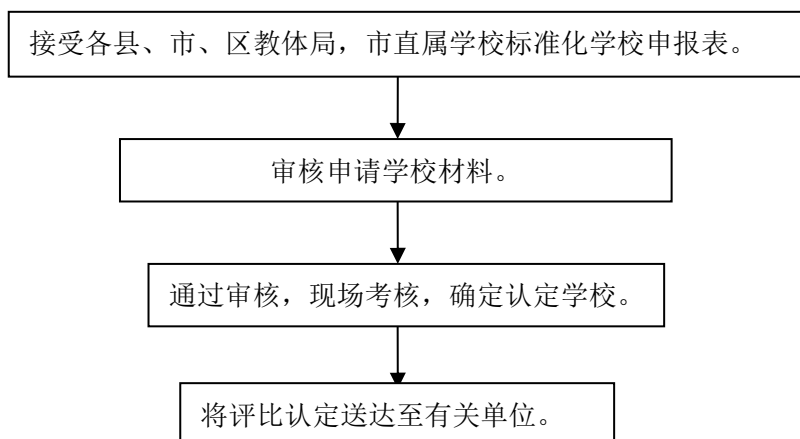 接受各县、市、区教体局，市直属学校标准化学校申报表。
审核申请学校材料。
通过审核，现场考核，确定认定学校。
将评比认定送达至有关单位。